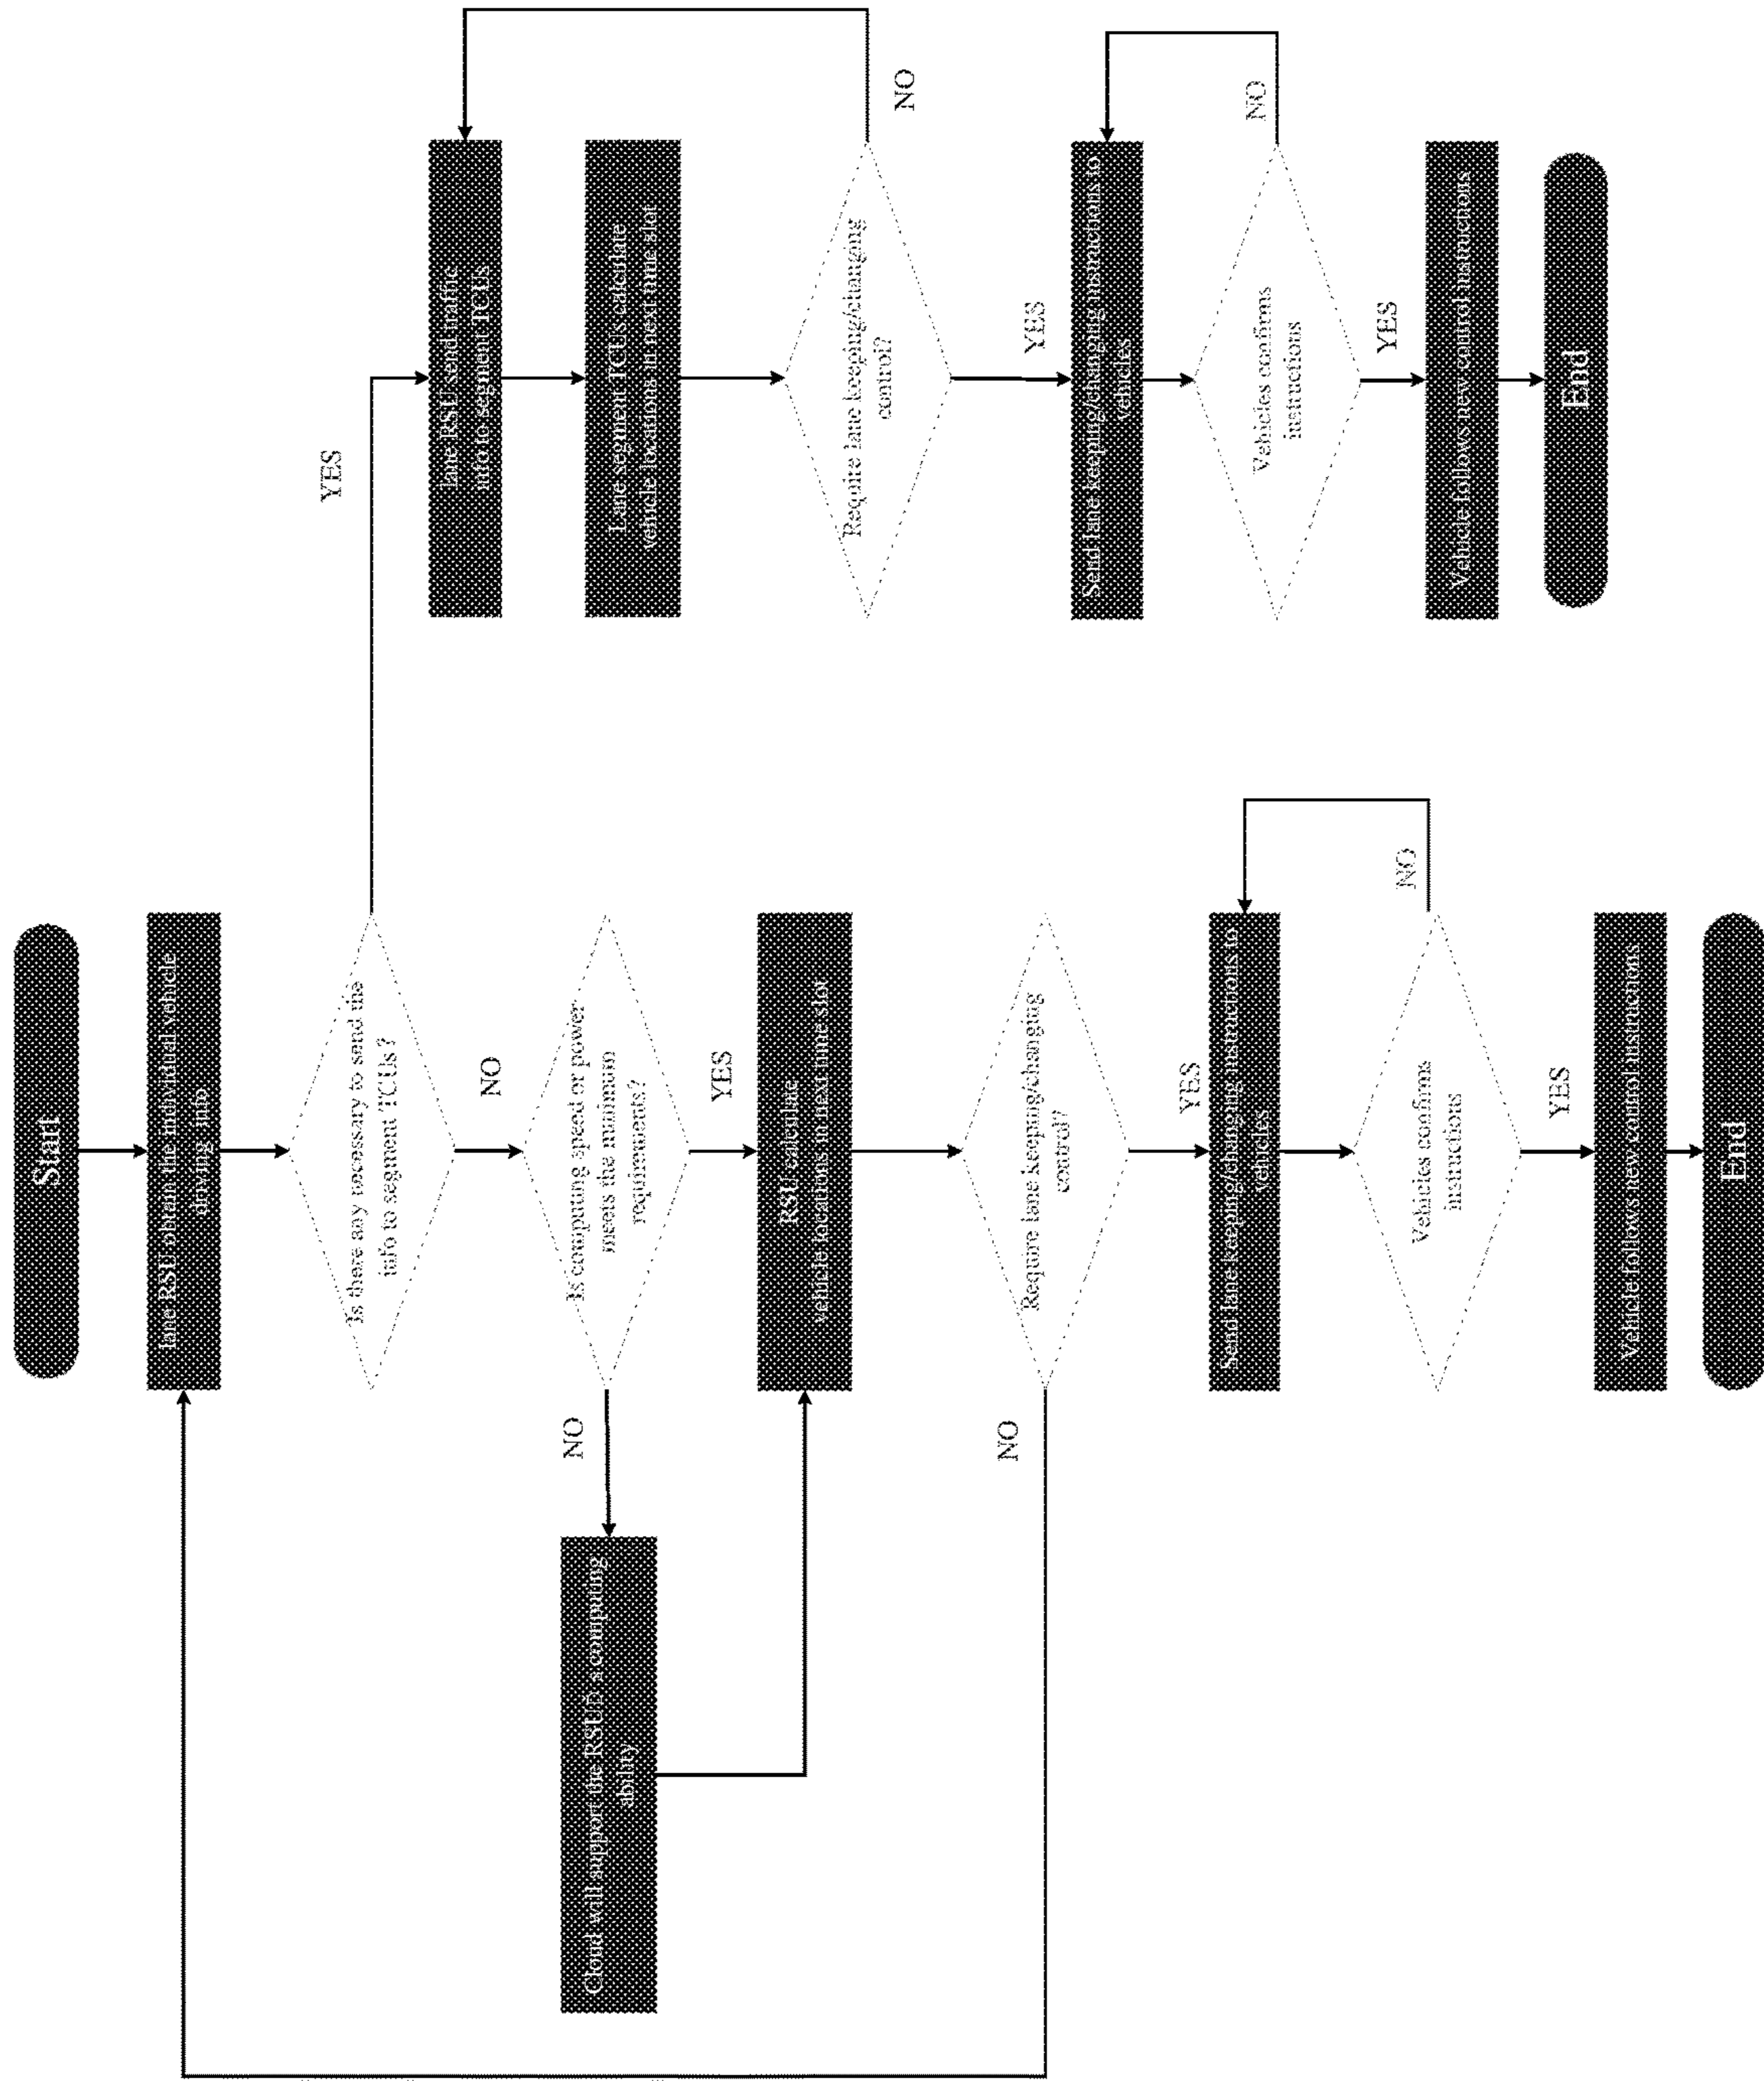 Start
lane RSU obtain the individual vehicle
driving info
Is there any necessary to send the
info to segment TCUs?
YES
NO
Is computing speed or power
meets the minimum
requirements?
NO
YES
Cloud will support the RSU's computing
ability
RSU calculate
vehicle locations in next time slot
Require lane keeping/changing
control?
NO
YES
Send lane keeping/changing instructions to
vehicles
Vehicles confirms
instructions
NO
YES
Vehicle follows new control instructions
End
lane RSU send traffic
info to segment TCUs
Lane segment TCUs calculate
vehicle locations in next time slot
Require lane keeping/changing
control?
NO
YES
Send lane keeping/changing instructions to
vehicles
Vehicles confirms
instructions
NO
YES
Vehicle follows new control instructions
End